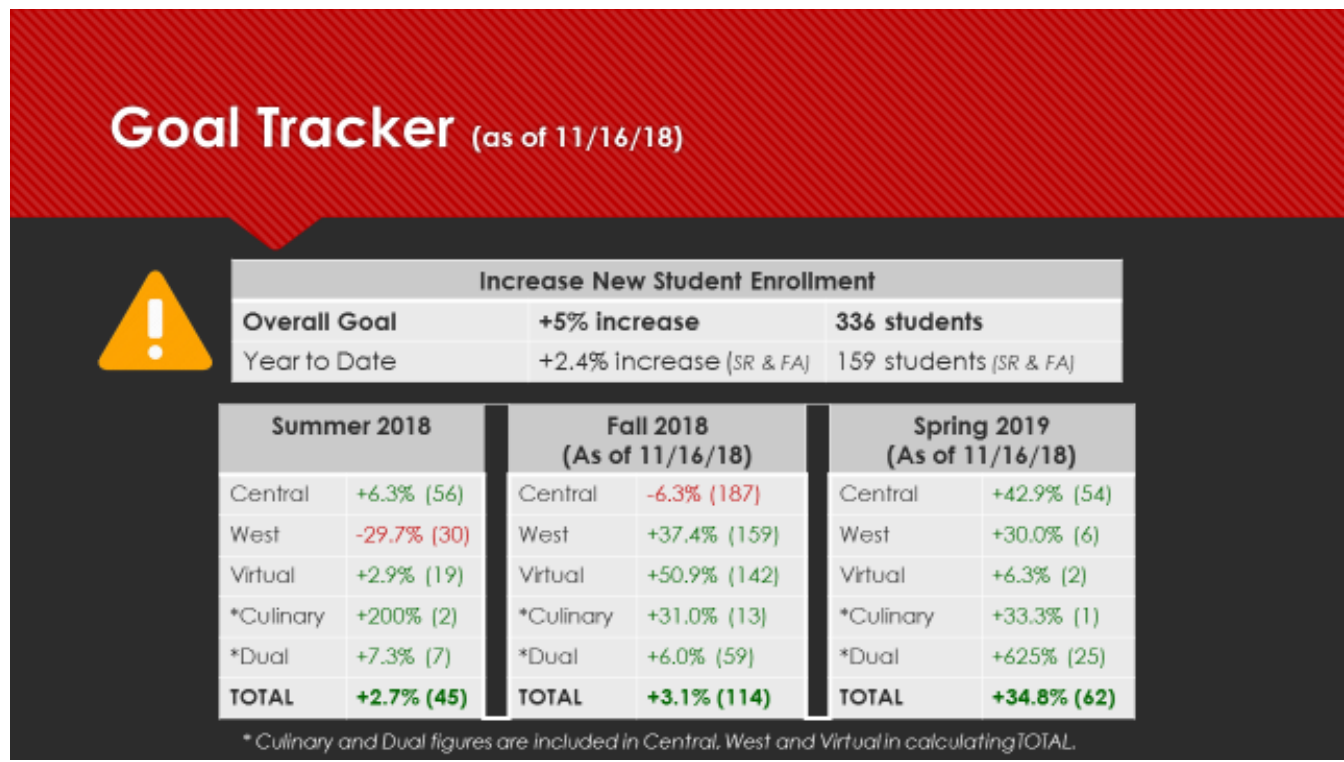 Goal Tracker (as of 11/16/18)
Increase New Student Enrollment
Overall Goal +5% increase 336 students
Year to Date +2.4% increase (SR & FA) 159 students (SR & FA)
Summer 2018
Central +6.3% (56)
West -29.7% (30)
Virtual +2.9% (19)
*Culinary +200% (2)
*Dual +7.3% (7)
TOTAL +2.7% (45)
Fall 2018
(As of 11/16/18)
Central -6.3% (187)
West +37.4% (159)
Virtual +50.9% (142)
*Culinary +31.0% (13)
*Dual +6.0% (59)
TOTAL +3.1% (114)
Spring 2019
(As of 11/16/18)
Central +42.9% (54)
West +30.0% (6)
Virtual +6.3% (2)
*Culinary +33.3% (1)
*Dual +625% (25)
TOTAL +34.8% (62)
* Culinary and Dual figures are included in Central, West and Virtual in calculating TOTAL.